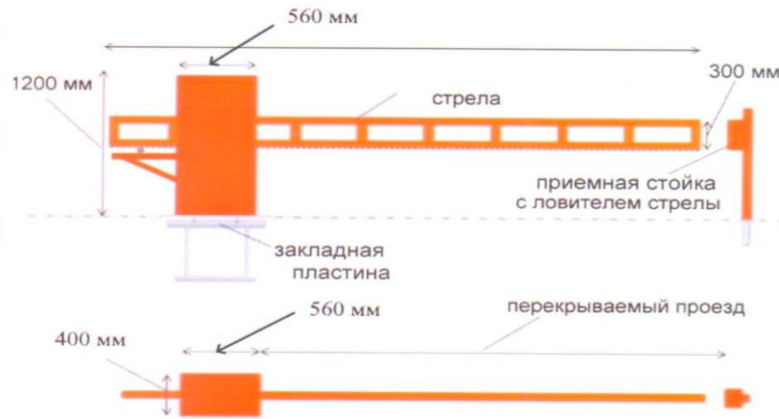 560 мм
1200 мм
300 мм
стрела
приемная стойка
с ловителем стрелы
закладная
пластина
560 мм
перекрываемый проезд
400 мм